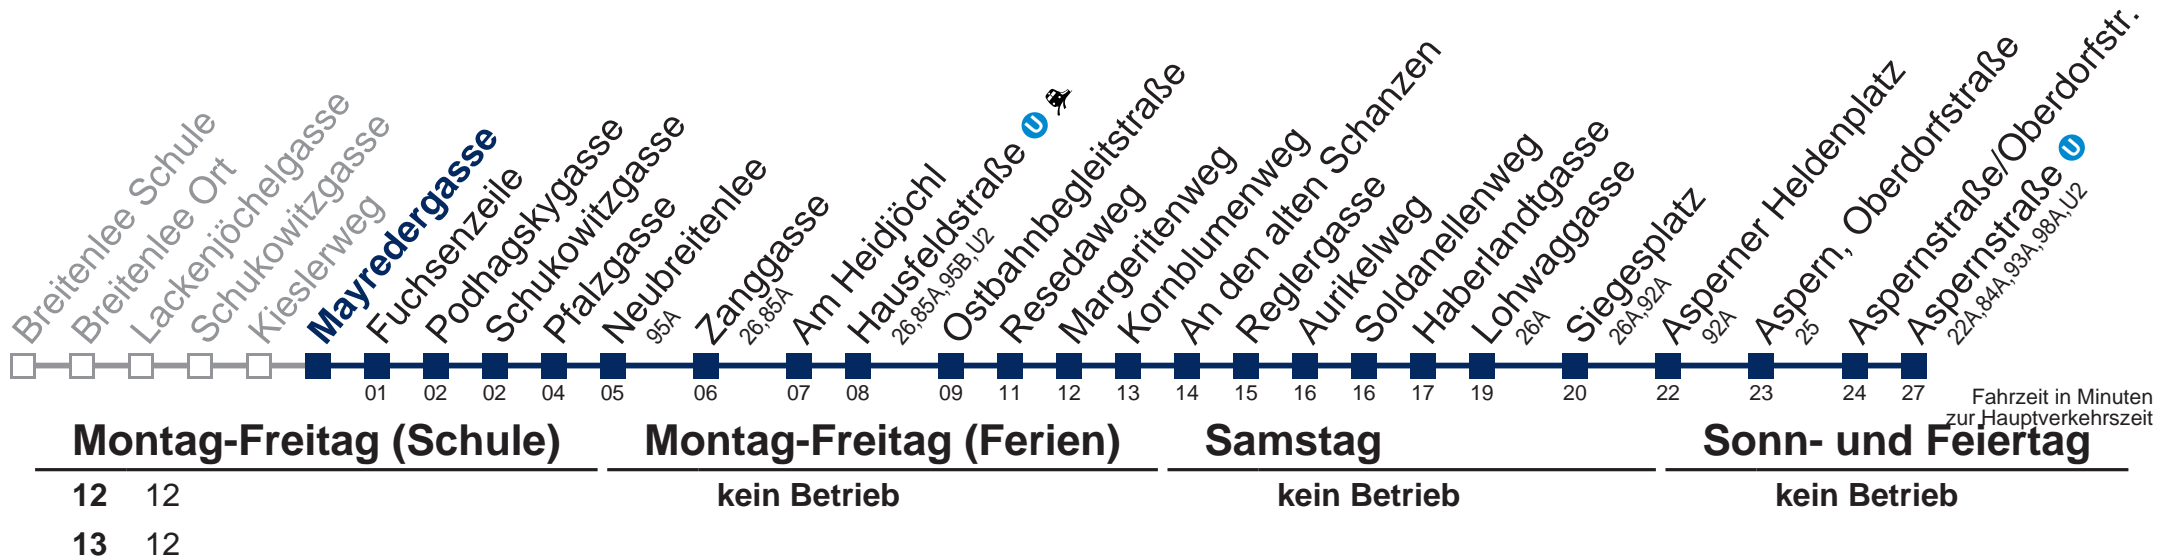 Breitenlee Schule
Breitenlee Ort
Lackenjöchelgasse
Schukowitzgasse
Kieslerweg
Mayredergasse
Fuchsenzeile
Podhagskygasse
Schukowitzgasse
Pfalzgasse
Neubreitenlee
95A
Zanggasse
26,85A
Am Heidjöchl
Hausfeldstraße U
26,85A,95B,U2
Ostbahnbegleitstraße
Resedaweg
Margeritenweg
Kornblumenweg
An den alten Schanzen
Reglergasse
Aurikelweg
Soldanellenweg
Haberlandtgasse
Lohwaggasse
26A
Siegesplatz
26A,92A
Asperner Heldenplatz
92A
Aspern, Oberdorfstraße
25
Aspernstraße/Oberdorfstr.
Aspernstraße U
22A,84A,93A,98A,U2
01 02 02 04 05 06 07 08 09 11 12 13 14 15 16 16 17 19 20 22 23 24 27
Fahrzeit in Minuten
zur Hauptverkehrszeit
Montag-Freitag (Schule) Montag-Freitag (Ferien) Samstag Sonn- und Feiertag
12 12 kein Betrieb kein Betrieb kein Betrieb
13 12